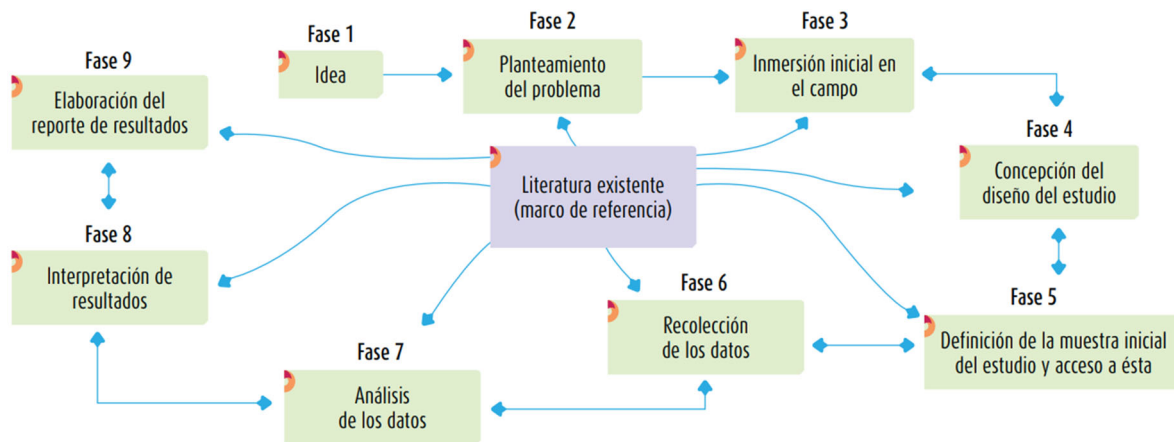 Fase 1
Idea
Fase 2
Planteamiento
del problema
Fase 3
Inmersión inicial en
el campo
Fase 4
Concepción del
diseño del estudio
Fase 5
Definición de la muestra inicial
del estudio y acceso a ésta
Fase 6
Recolección
de los datos
Fase 7
Análisis
de los datos
Fase 8
Interpretación de
resultados
Fase 9
Elaboración del
reporte de resultados
Literatura existente
(marco de referencia)